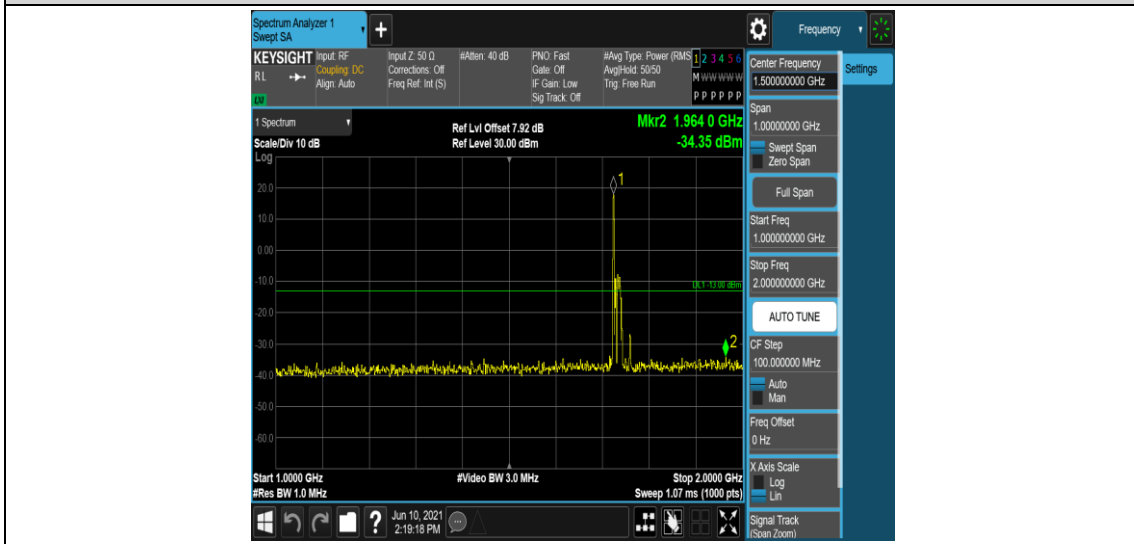 Spectrum Analyzer 1
Swept SA
+
Frequency
KEYSIGHT
RL
LXI
Input: RF
Coupling: DC
Align: Auto
Input Z: 50 Ω
Corrections: Off
Freq Ref: Int (S)
#Atten: 40 dB
PNO: Fast
Gate: Off
IF Gain: Low
Sig Track: Off
#Avg Type: Power (RMS
Avg|Hold: 50/50
Trig: Free Run
1 2 3 4 5 6
M W W W W W
P P P P P P
1 Spectrum
Scale/Div 10 dB
Log
Ref Lvl Offset 7.92 dB
Ref Level 30.00 dBm
Mkr2 1.964 0 GHz
-34.35 dBm
20.0
10.0
0.00
-10.0
-20.0
-30.0
-40.0
-50.0
-60.0
1
DL1 -13.00 dBm
2
Start 1.0000 GHz
#Res BW 1.0 MHz
#Video BW 3.0 MHz
Stop 2.0000 GHz
Sweep 1.07 ms (1000 pts)
?
Jun 10, 2021
2:19:18 PM
Center Frequency
1.500000000 GHz
Settings
Span
1.00000000 GHz
Swept Span
Zero Span
Full Span
Start Freq
1.000000000 GHz
Stop Freq
2.000000000 GHz
AUTO TUNE
CF Step
100.000000 MHz
Auto
Man
Freq Offset
0 Hz
X Axis Scale
Log
Lin
Signal Track
(Span Zoom)